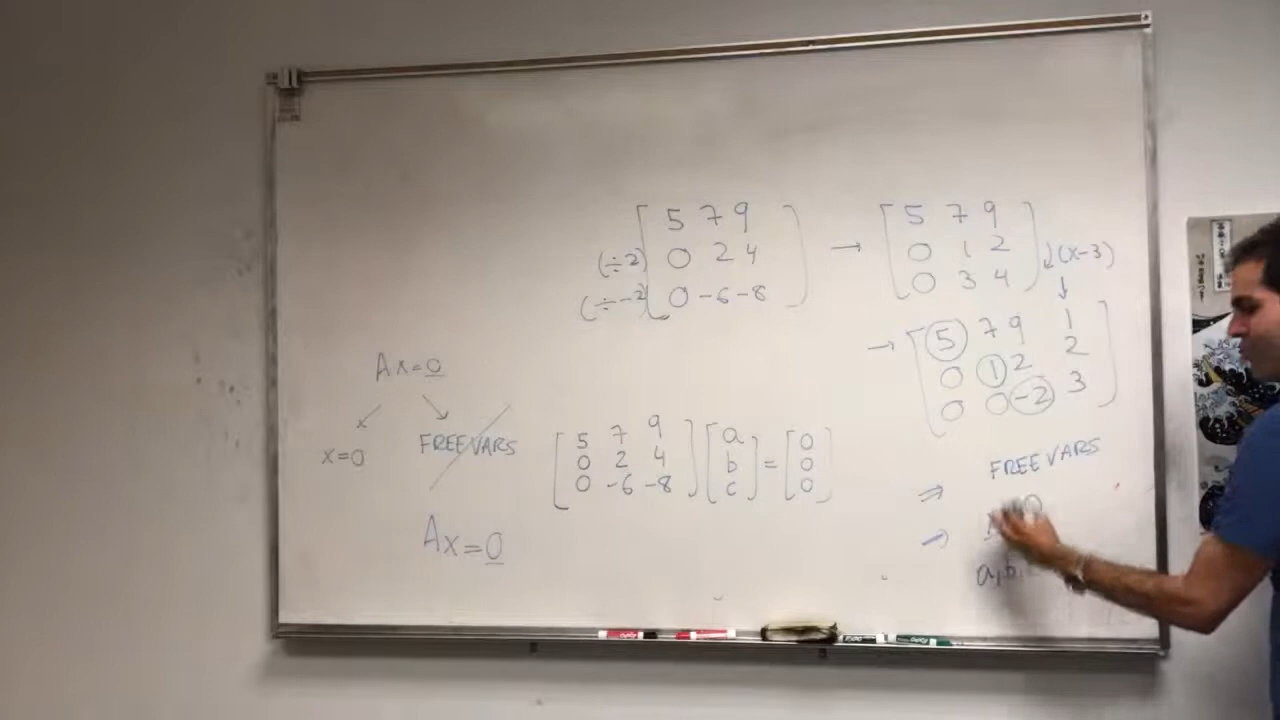 [ 5 7 9 ] → [ 5 7 9 ]
(÷2) [ 0 2 4 ] [ 0 1 2 ] ↓(x-3)
(÷-2) [ 0 -6 -8 ] [ 0 3 4 ] ↓
→ [ 5 7 9 1 ]
[ 0 1 2 2 ]
[ 0 0 -2 3 ]
Ax=0
x=0 FREE VARS
[ 5 7 9 ] [ a ] = [ 0 ]
[ 0 2 4 ] [ b ] [ 0 ]
[ 0 -6 -8 ] [ c ] [ 0 ]
Ax=0
⇒ FREE VARS
→
a, b,